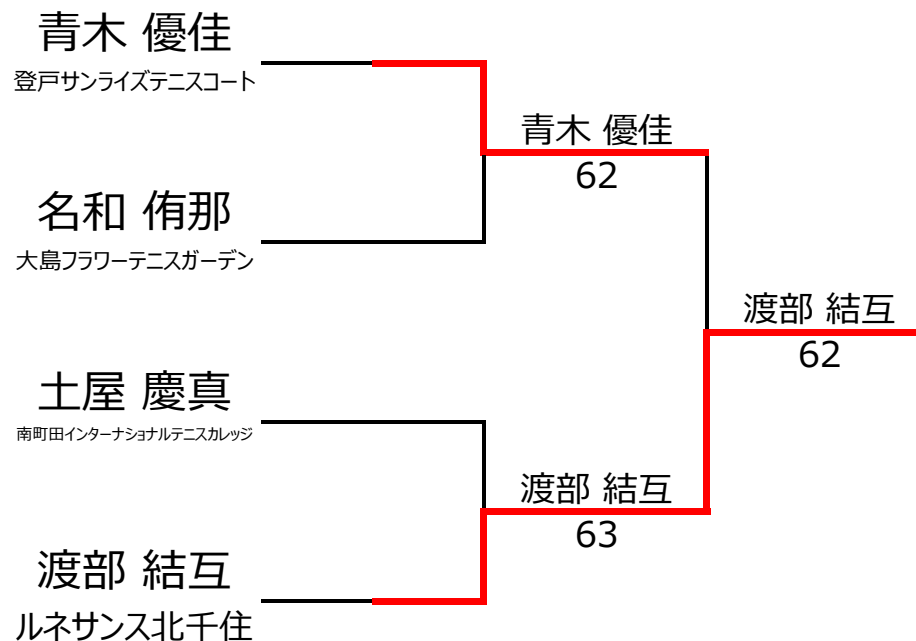 青木 優佳
登戸サンライズテニスコート
名和 侑那
大島フラワーテニスガーデン
土屋 慶真
南町田インターナショナルテニスカレッジ
渡部 結互
ルネサンス北千住
青木 優佳
62
渡部 結互
63
渡部 結互
62